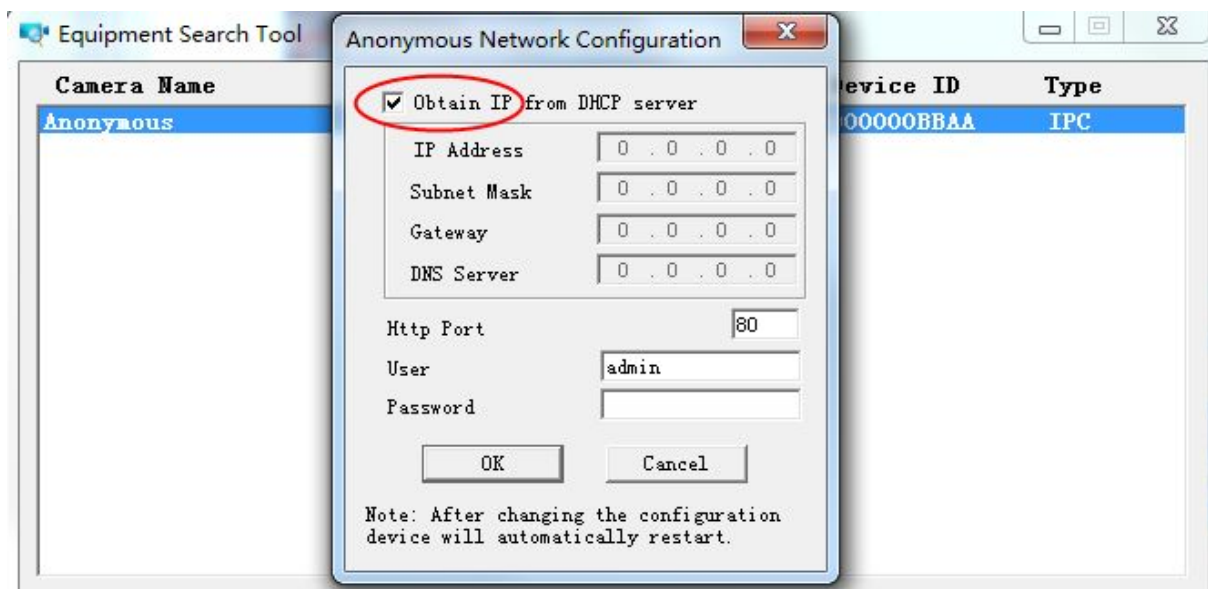 Equipment Search Tool
Anonymous Network Configuration
Camera Name
evice ID Type
Anonymous
00000BBAA IPC
Obtain IP from DHCP server
IP Address 0 . 0 . 0 . 0
Subnet Mask 0 . 0 . 0 . 0
Gateway 0 . 0 . 0 . 0
DNS Server 0 . 0 . 0 . 0
Http Port 80
User admin
Password
OK Cancel
Note: After changing the configuration
device will automatically restart.